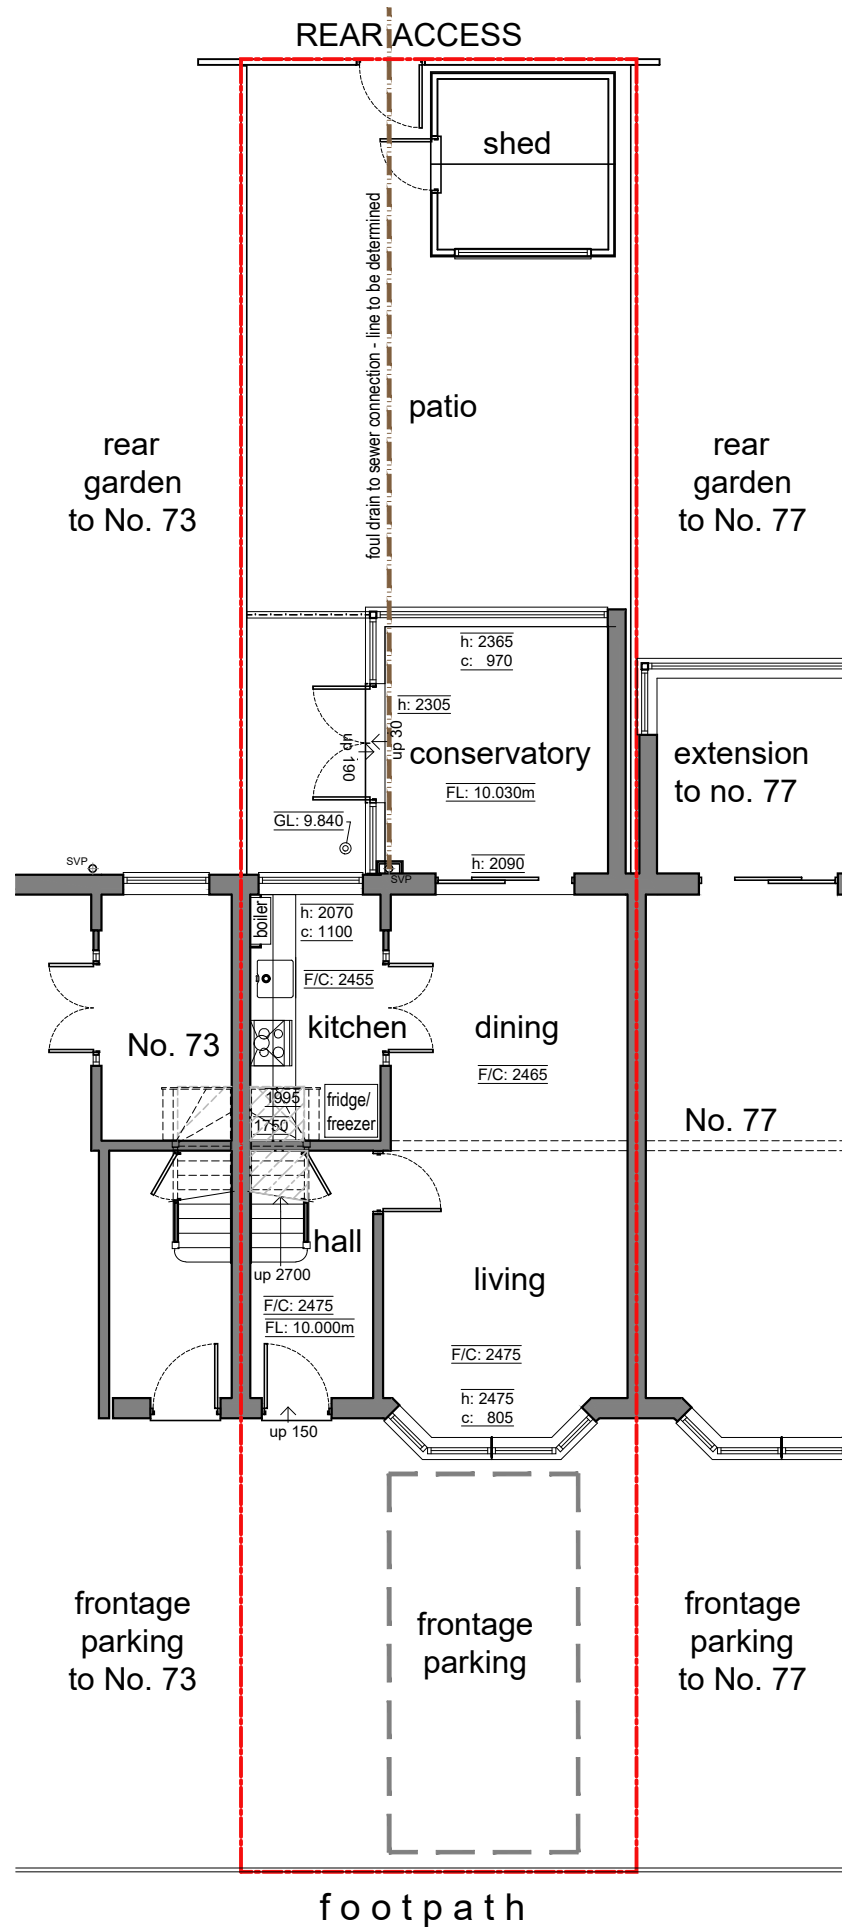 REAR ACCESS
shed
foul drain to sewer connection - line to be determined
patio
rear
garden
to No. 73
rear
garden
to No. 77
h: 2365
c: 970
h: 2305
up 30
up 190
conservatory
FL: 10.030m
extension
to no. 77
GL: 9.840
h: 2090
SVP
SVP
boiler
h: 2070
c: 1100
F/C: 2455
kitchen
dining
No. 73
F/C: 2465
1995
1750
fridge/
freezer
No. 77
hall
up 2700
living
F/C: 2475
FL: 10.000m
F/C: 2475
h: 2475
c: 805
up 150
frontage
parking
to No. 73
frontage
parking
frontage
parking
to No. 77
footpath